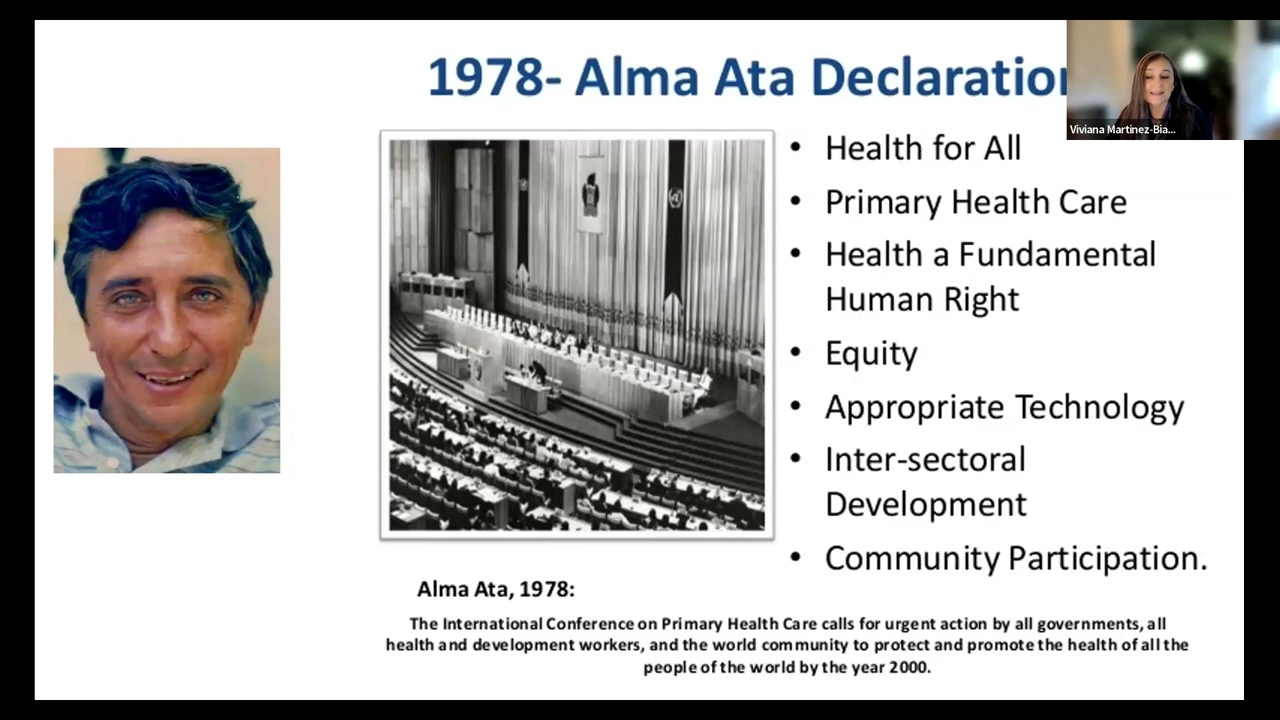 1978- Alma Ata Declaration
Viviana Martinez-Bia...
• Health for All
• Primary Health Care
• Health a Fundamental
Human Right
• Equity
• Appropriate Technology
• Inter-sectoral
Development
• Community Participation.
Alma Ata, 1978:
The International Conference on Primary Health Care calls for urgent action by all governments, all
health and development workers, and the world community to protect and promote the health of all the
people of the world by the year 2000.